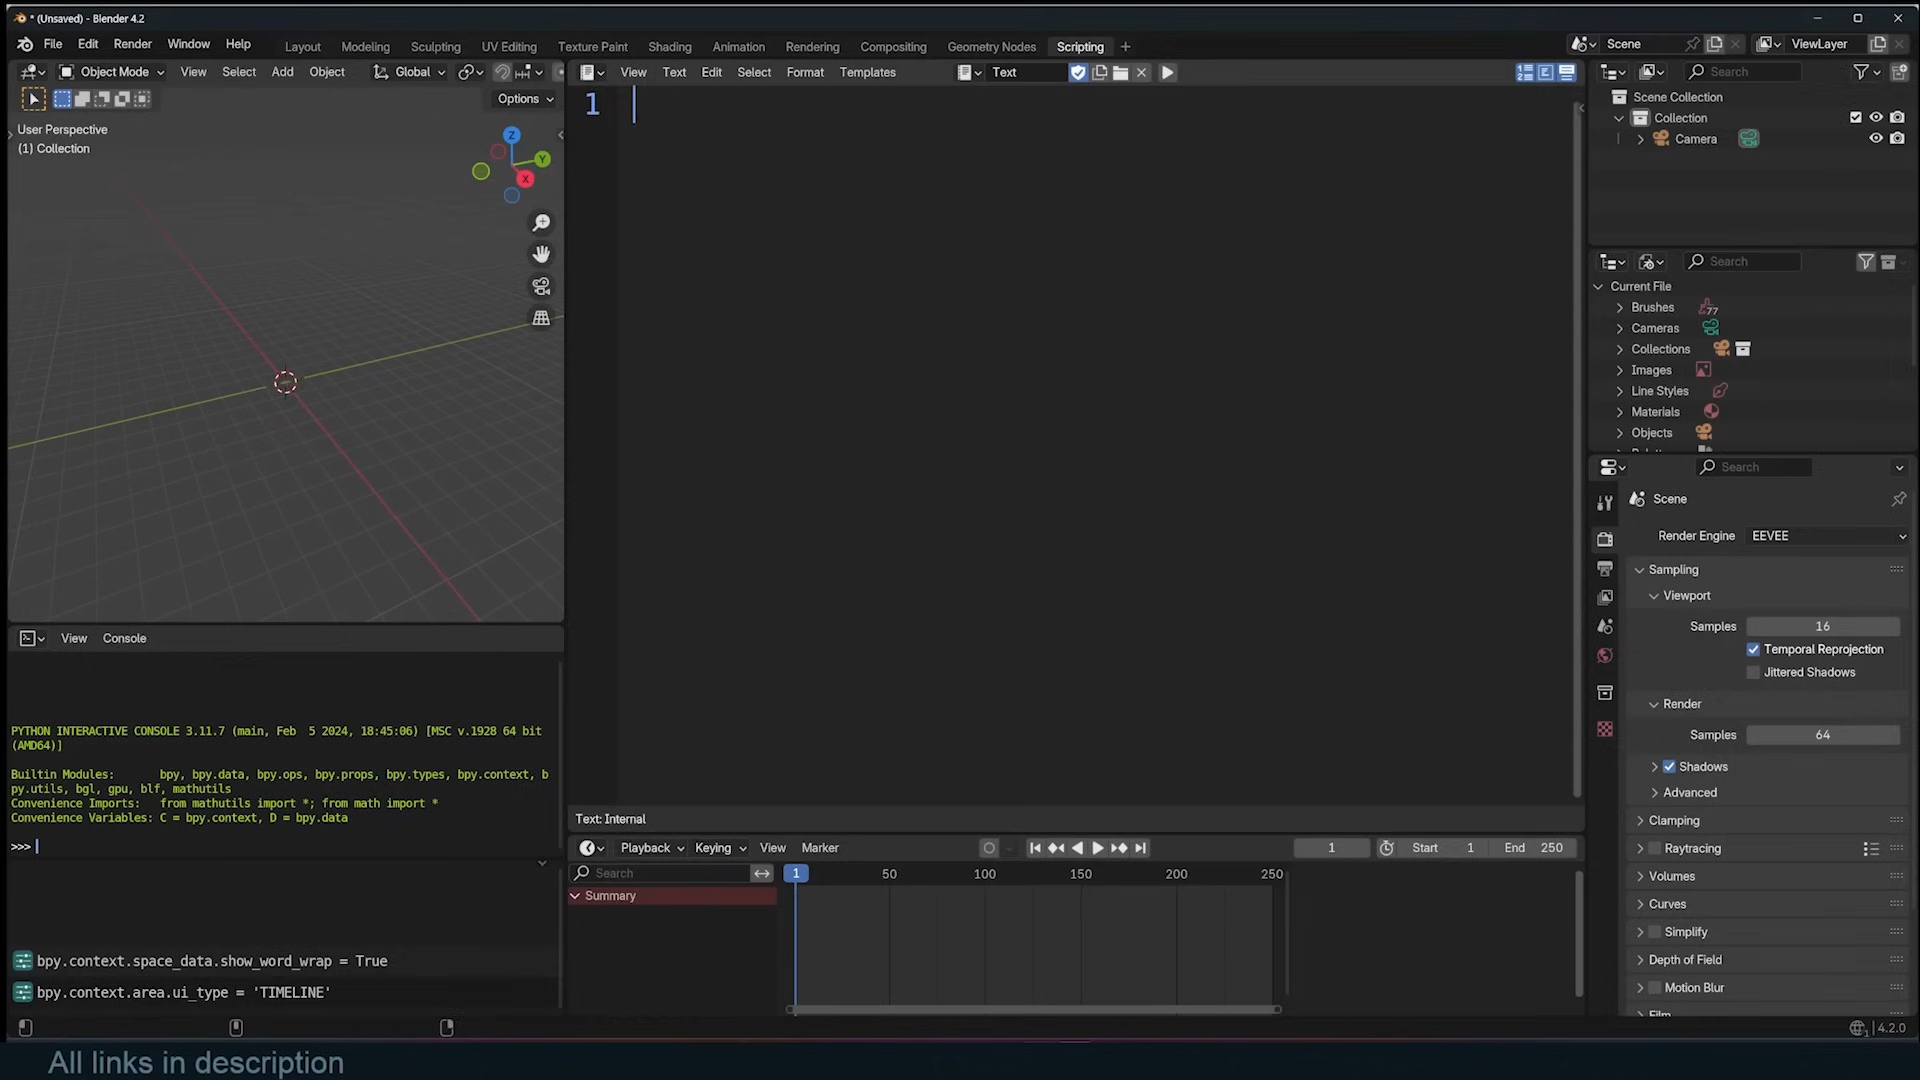 * (Unsaved) - Blender 4.2
File Edit Render Window Help Layout Modeling Sculpting UV Editing Texture Paint Shading Animation Rendering Compositing Geometry Nodes Scripting + Scene ViewLayer
Object Mode View Select Add Object Global
Options
User Perspective
(1) Collection
Z
Y
X
View Text Edit Select Format Templates Text
1
Search
Scene Collection
Collection
Camera
Search
Current File
Brushes 77
Cameras
Collections
Images
Line Styles
Materials
Objects
Search
Scene
Render Engine EEVEE
Sampling
Viewport
Samples 16
Temporal Reprojection
Jittered Shadows
Render
Samples 64
Shadows
Advanced
Clamping
Raytracing
Volumes
Curves
Simplify
Depth of Field
Motion Blur
Film
View Console
PYTHON INTERACTIVE CONSOLE 3.11.7 (main, Feb  5 2024, 18:45:06) [MSC v.1928 64 bit
(AMD64)]
Builtin Modules:       bpy, bpy.data, bpy.ops, bpy.props, bpy.types, bpy.context, b
py.utils, bgl, gpu, blf, mathutils
Convenience Imports:   from mathutils import *; from math import *
Convenience Variables: C = bpy.context, D = bpy.data
>>>
bpy.context.space_data.show_word_wrap = True
bpy.context.area.ui_type = 'TIMELINE'
Text: Internal
Playback Keying View Marker 1 Start 1 End 250
Search 1 50 100 150 200 250
Summary
4.2.0
All links in description